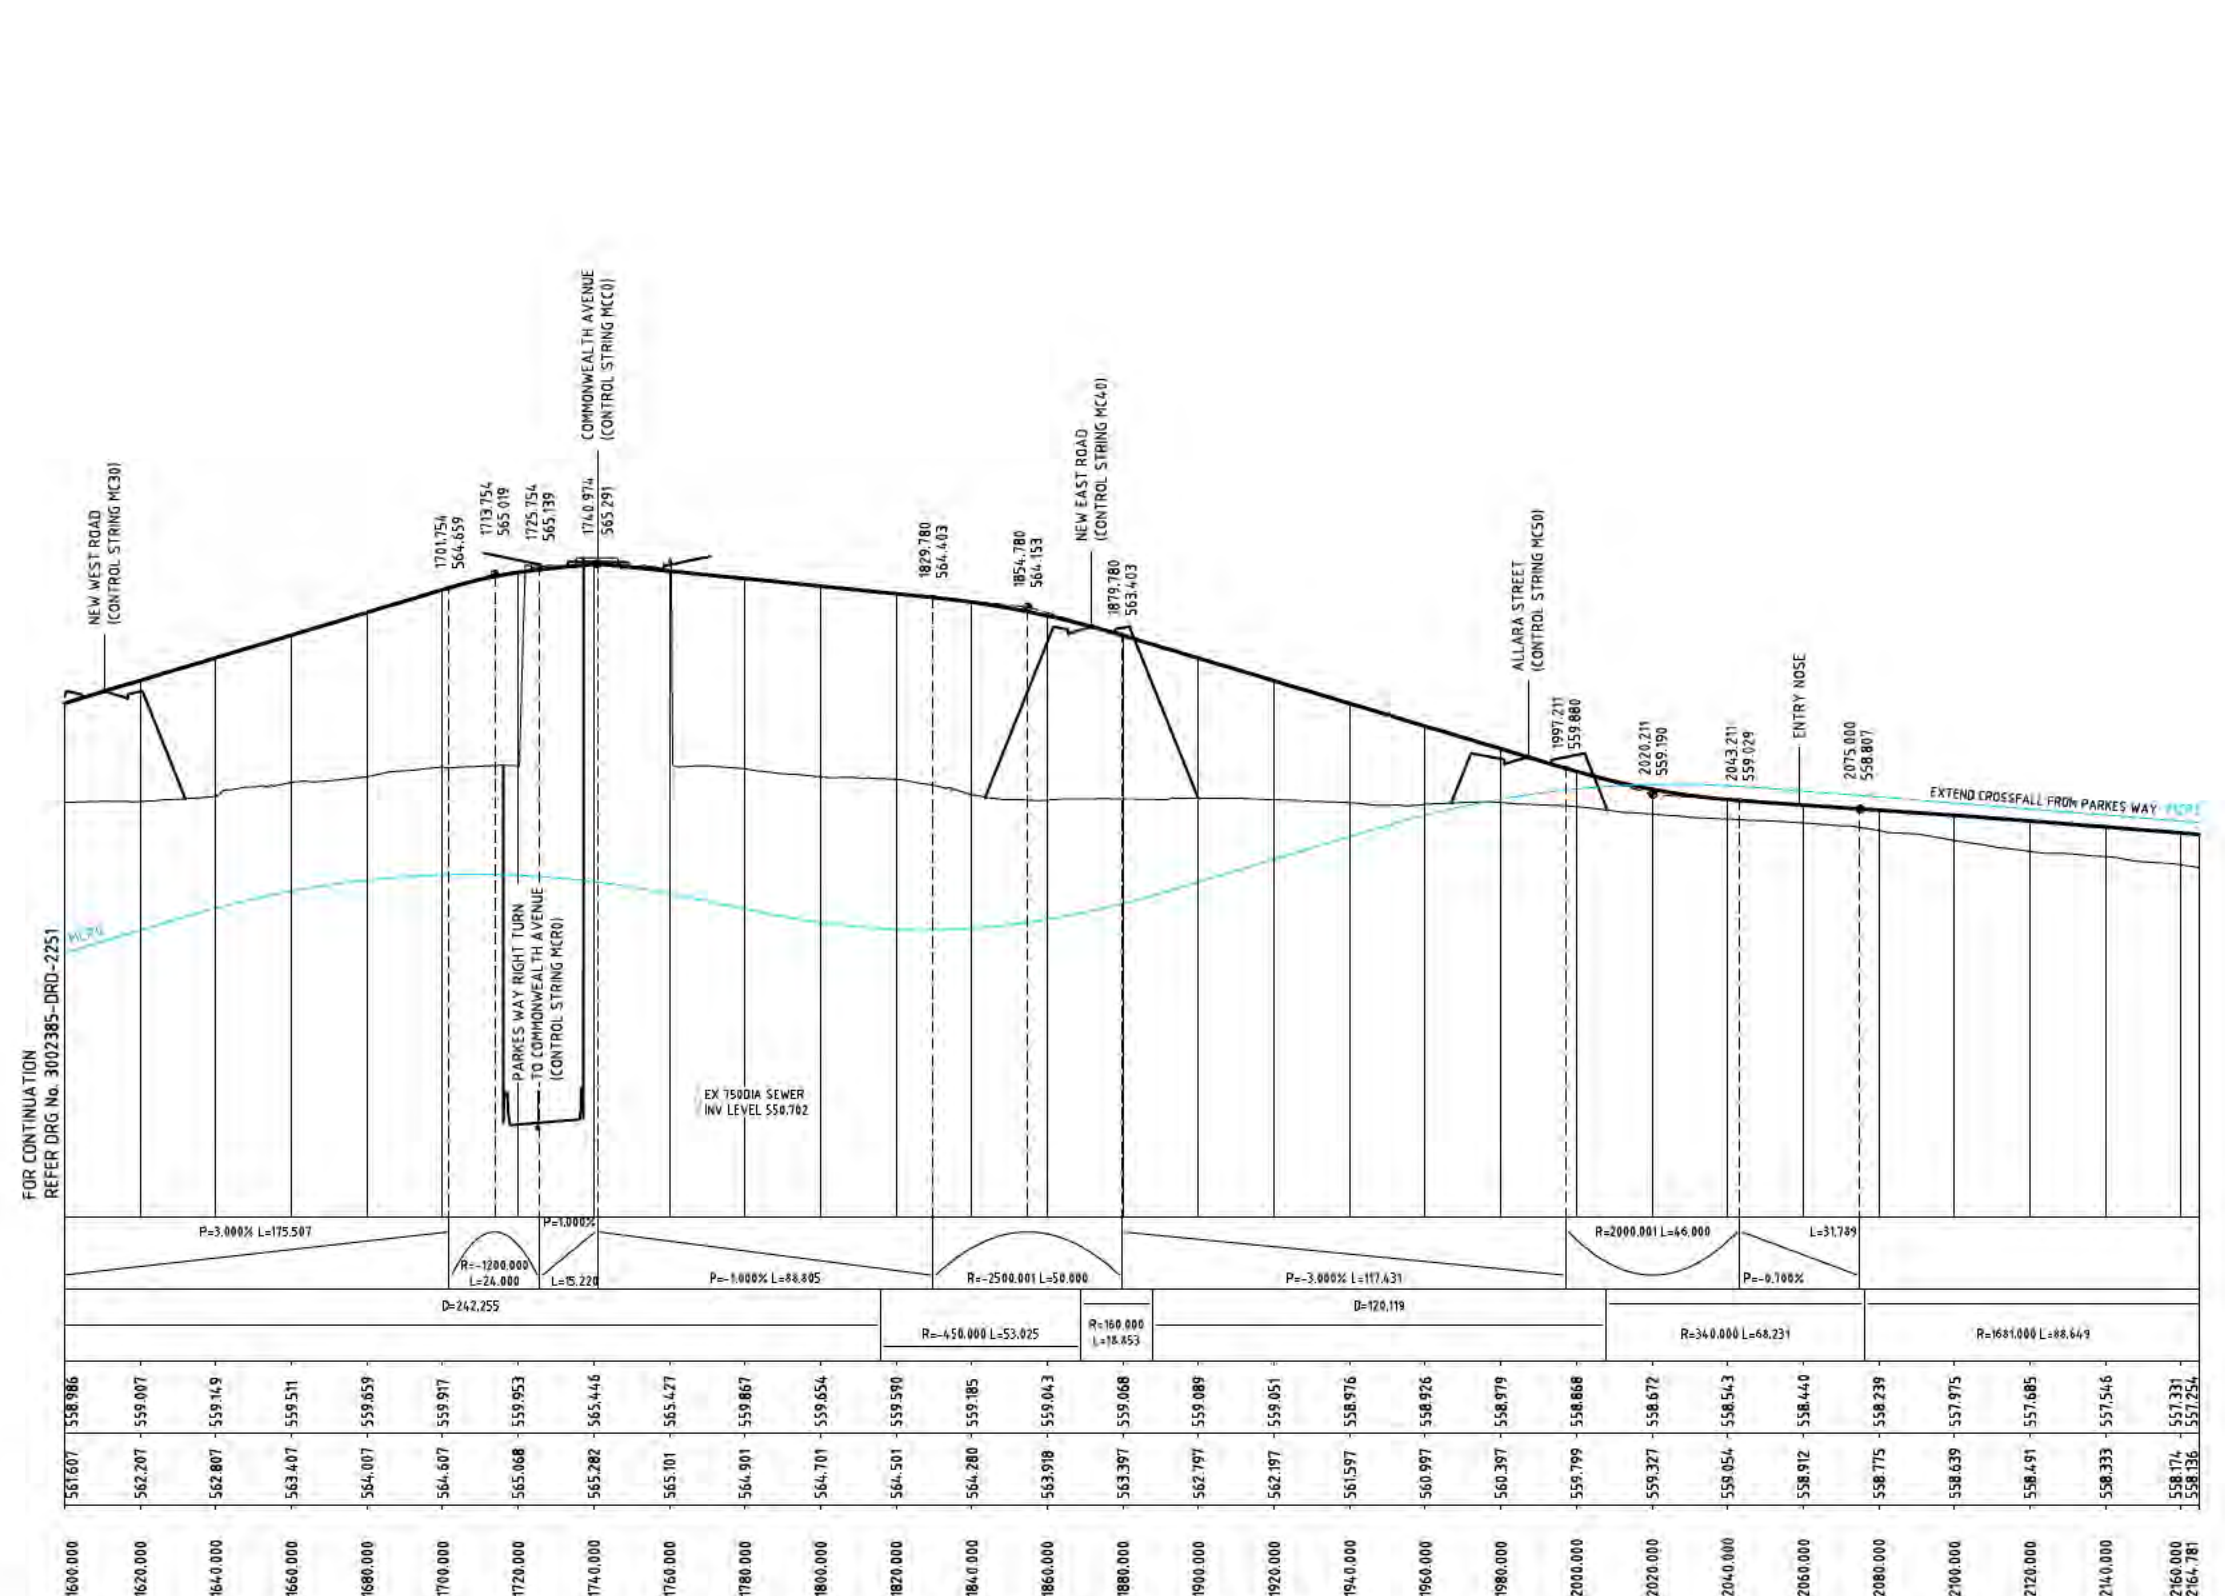 FOR CONTINUATION
REFER DRG No. 3002385-DRD-2251
NEW WEST ROAD
(CONTROL STRING MC30)
1701.754
564.659
1713.754
565.019
1725.754
565.139
COMMONWEALTH AVENUE
(CONTROL STRING MCC0)
1740.974
565.291
1829.780
564.403
1854.780
564.153
NEW EAST ROAD
(CONTROL STRING MC40)
1879.780
563.403
ALLARA STREET
(CONTROL STRING MC50)
1997.211
559.880
2020.211
559.190
2043.211
559.029
ENTRY NOSE
2075.000
558.807
EXTEND CROSSFALL FROM PARKES WAY
PARKES WAY RIGHT TURN
TO COMMONWEALTH AVENUE
(CONTROL STRING MCR0)
EX 750DIA SEWER
INV LEVEL 550.702
P=3.000% L=175.507
R=-1200.000
L=24.000
P=1.000%
L=15.220
P=-1.000% L=88.805
R=-2500.001 L=50.000
P=-3.000% L=117.431
R=2000.001 L=46.000
L=31.789
P=-0.700%
D=242.255
R=-450.000 L=53.025
R=160.000
L=18.853
D=120.119
R=340.000 L=68.231
R=1681.000 L=88.649
558.986 559.007 559.149 559.511 559.659 559.917 559.953 565.446 565.427 559.867 559.654 559.590 559.185 559.043 559.068 559.089 559.051 558.976 558.926 558.979 558.868 558.672 558.543 558.440 558.239 557.975 557.685 557.546 557.331 557.254
561.607 562.207 562.807 563.407 564.007 564.607 565.068 565.282 565.101 564.901 564.701 564.501 564.280 563.918 563.397 562.797 562.197 561.597 560.997 560.397 559.799 559.327 559.054 558.912 558.775 558.639 558.491 558.333 558.174 558.136
1600.000 1620.000 1640.000 1660.000 1680.000 1700.000 1720.000 1740.000 1760.000 1780.000 1800.000 1820.000 1840.000 1860.000 1880.000 1900.000 1920.000 1940.000 1960.000 1980.000 2000.000 2020.000 2040.000 2060.000 2080.000 2100.000 2120.000 2140.000 2160.000 2164.781